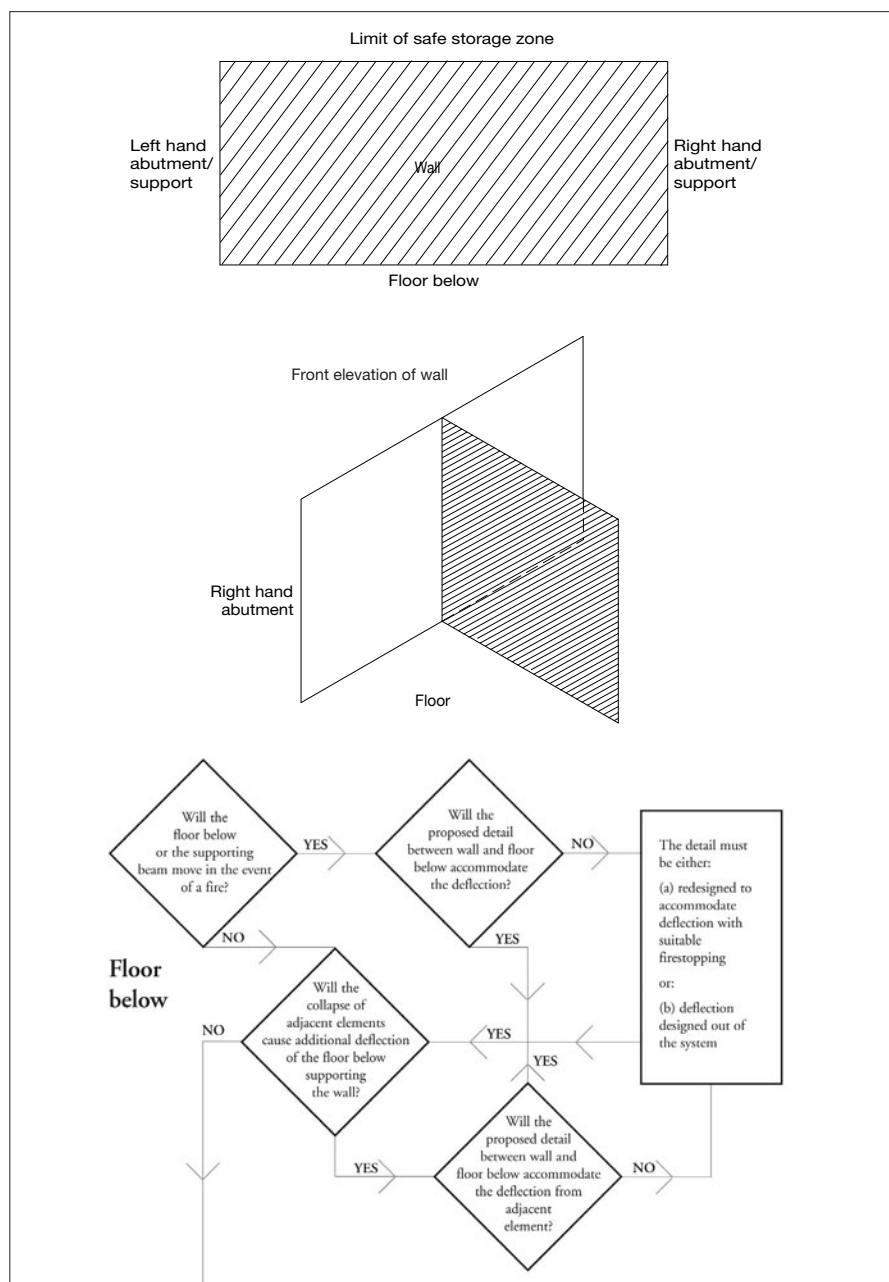 Limit of safe storage zone
Left hand
abutment/
support
Wall
Right hand
abutment/
support
Floor below
Front elevation of wall
Right hand
abutment
Floor
Will the
floor below
or the supporting
beam move in the event
of a fire?
YES
Will the
proposed detail
between wall and floor
below accommodate
the deflection?
NO
The detail must
be either:
(a) redesigned to
accommodate
deflection with
suitable
firestopping
or:
(b) deflection
designed out of
the system
NO
YES
Floor
below
Will the
collapse of
adjacent elements
cause additional deflection
of the floor below
supporting
the wall?
NO
YES
YES
YES
Will the
proposed detail
between wall and
floor below accommodate
the deflection from
adjacent
element?
NO